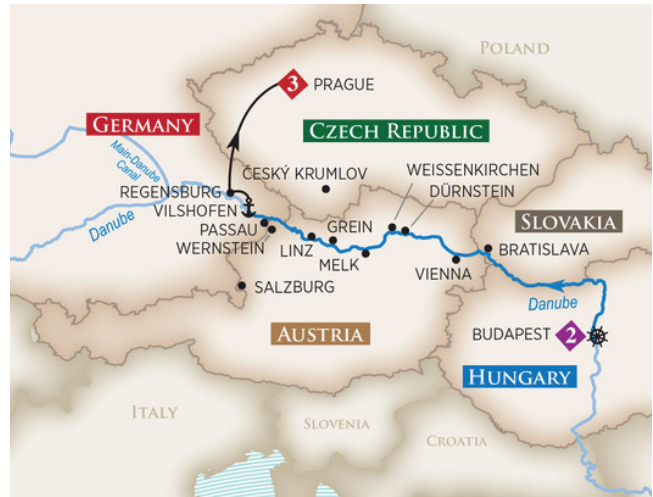 POLAND
3
PRAGUE
GERMANY
CZECH REPUBLIC
Main-Danube
Canal
WEISSENKIRCHEN
ČESKÝ KRUMLOV
DÜRNSTEIN
REGENSBURG
VILSHOFEN
SLOVAKIA
Danube
PASSAU
GREIN
WERNSTEIN
LINZ
BRATISLAVA
MELK
VIENNA
SALZBURG
Danube
AUSTRIA
BUDAPEST
2
HUNGARY
ITALY
SLOVENIA
CROATIA